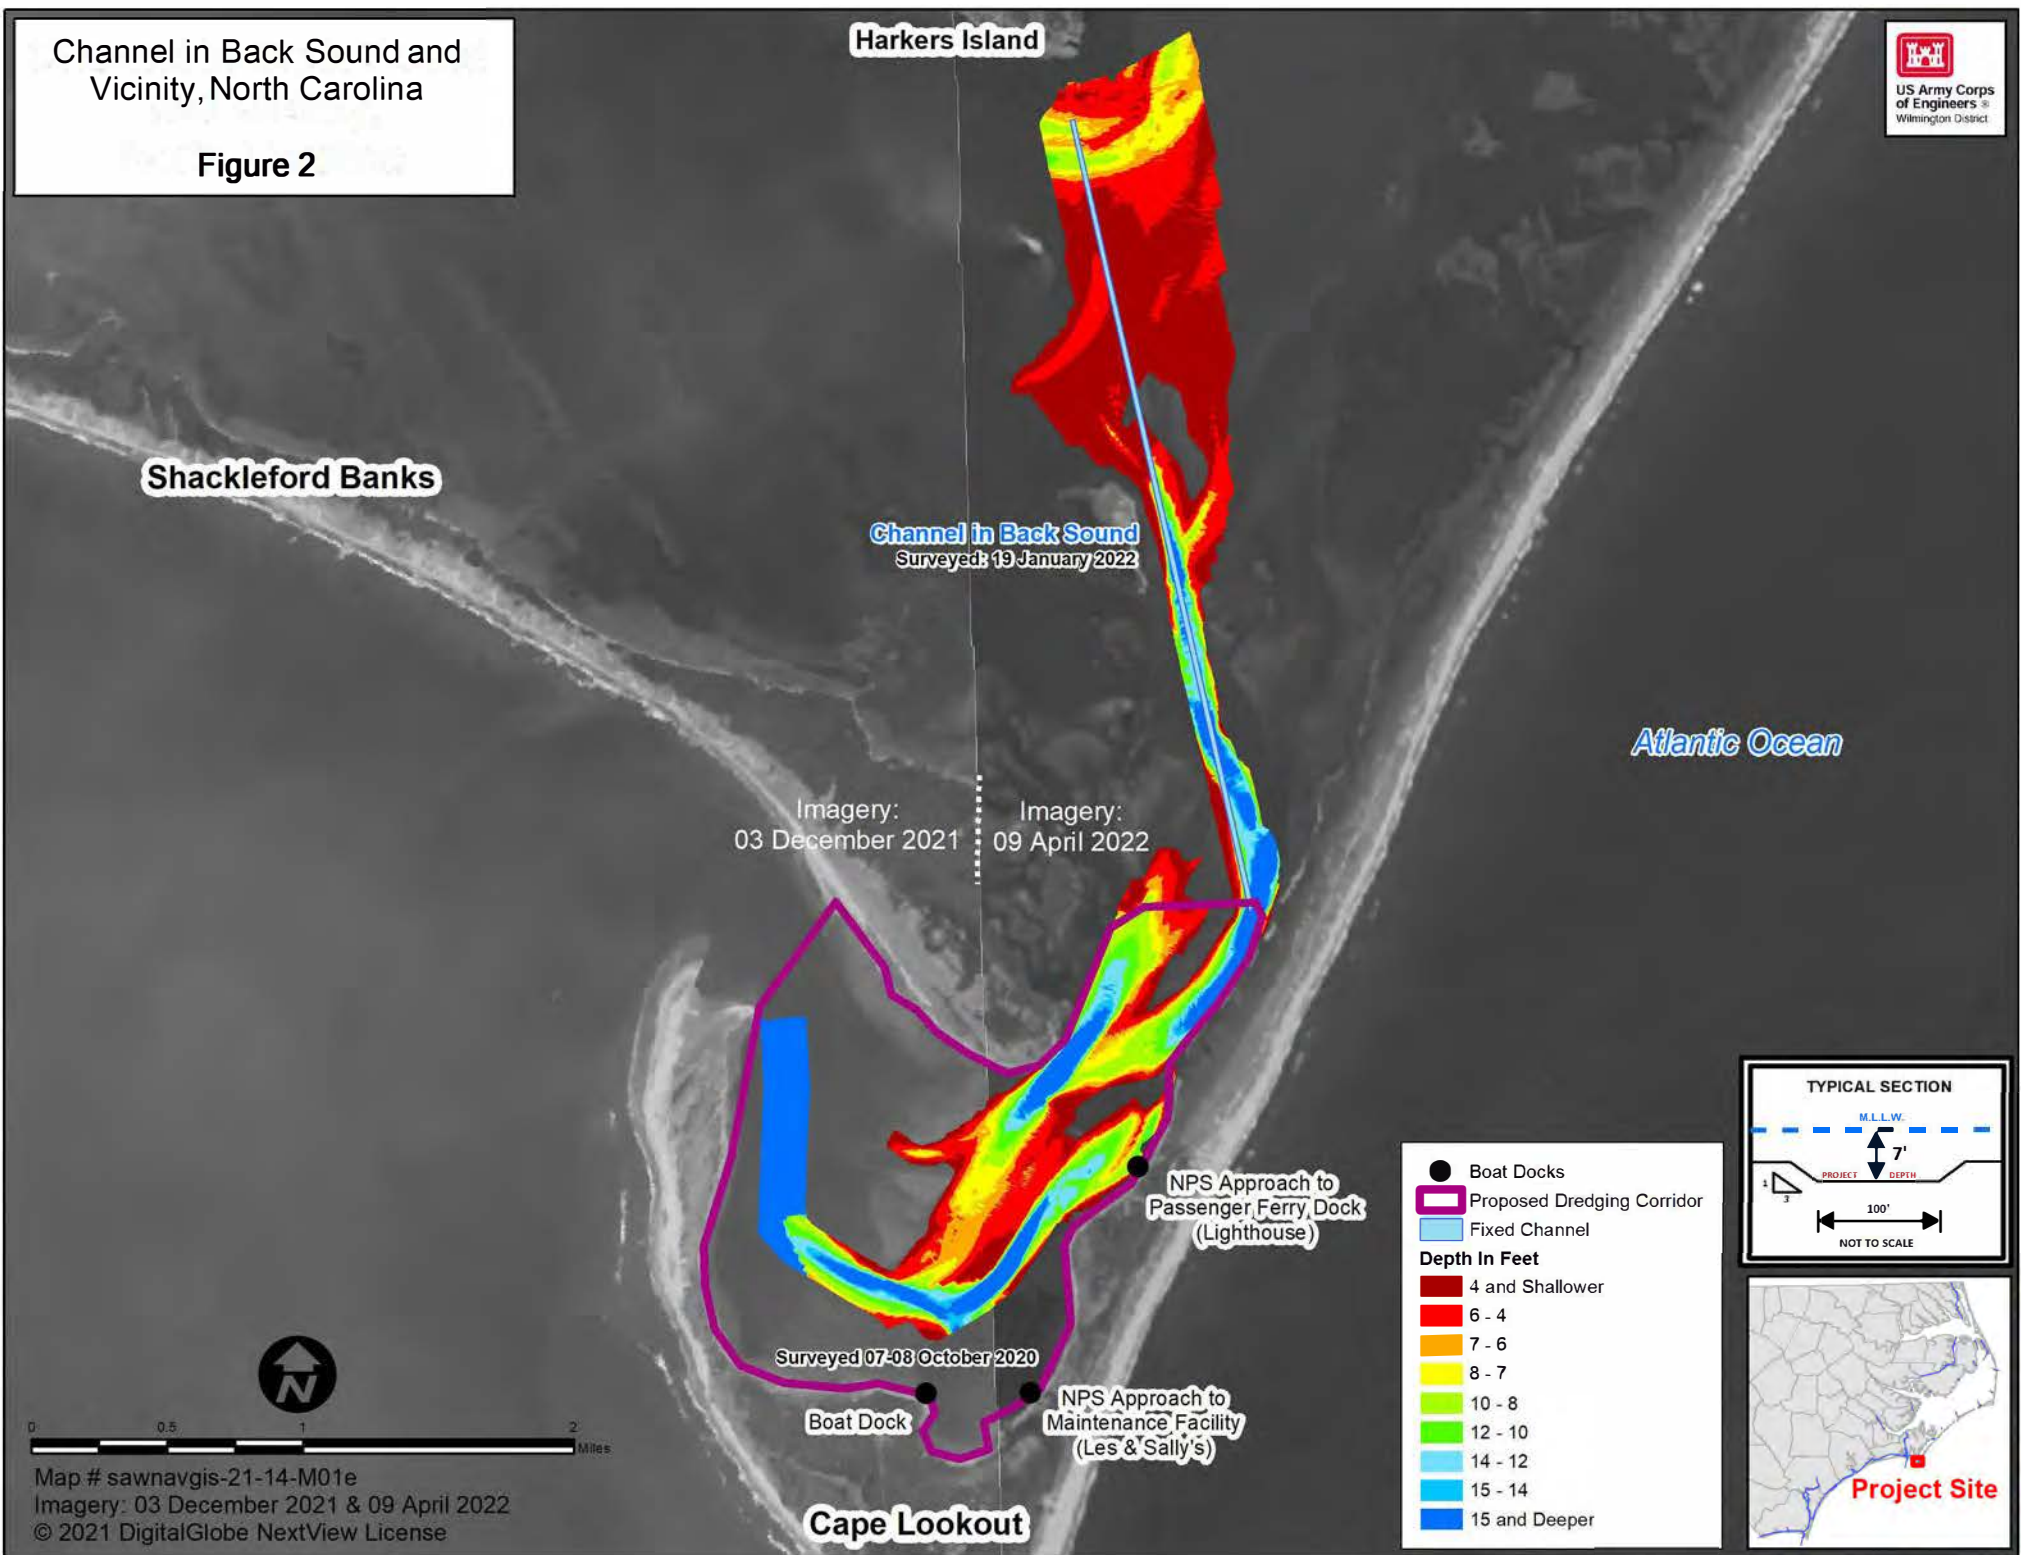 Channel in Back Sound and
Vicinity, North Carolina
Figure 2
Harkers Island
US Army Corps
of Engineers ®
Wilmington District
Shackleford Banks
Channel in Back Sound
Surveyed: 19 January 2022
Atlantic Ocean
Imagery:
03 December 2021
Imagery:
09 April 2022
NPS Approach to
Passenger Ferry Dock
(Lighthouse)
Surveyed 07-08 October 2020
Boat Dock
NPS Approach to
Maintenance Facility
(Les & Sally's)
Cape Lookout
N
0 0.5 1 2
Miles
Map # sawnavgis-21-14-M01e
Imagery: 03 December 2021 & 09 April 2022
© 2021 DigitalGlobe NextView License
Boat Docks
Proposed Dredging Corridor
Fixed Channel
Depth In Feet
4 and Shallower
6 - 4
7 - 6
8 - 7
10 - 8
12 - 10
14 - 12
15 - 14
15 and Deeper
TYPICAL SECTION
M.L.L.W.
7'
PROJECT DEPTH
1
3
100'
NOT TO SCALE
Project Site